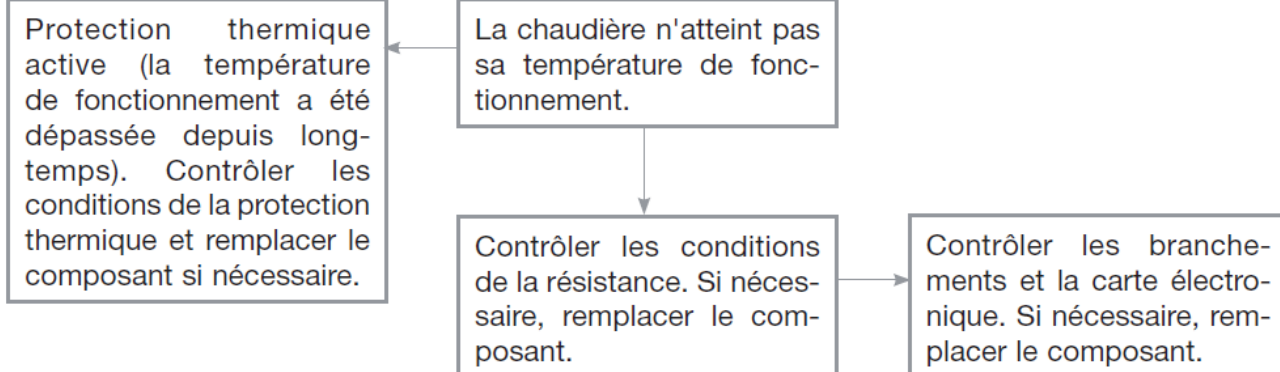 Protection thermique
active (la température
de fonctionnement a été
dépassée depuis long-
temps). Contrôler les
conditions de la protection
thermique et remplacer le
composant si nécessaire.
La chaudière n'atteint pas
sa température de fonc-
tionnement.
Contrôler les conditions
de la résistance. Si néces-
saire, remplacer le com-
posant.
Contrôler les branche-
ments et la carte électro-
nique. Si nécessaire, rem-
placer le composant.